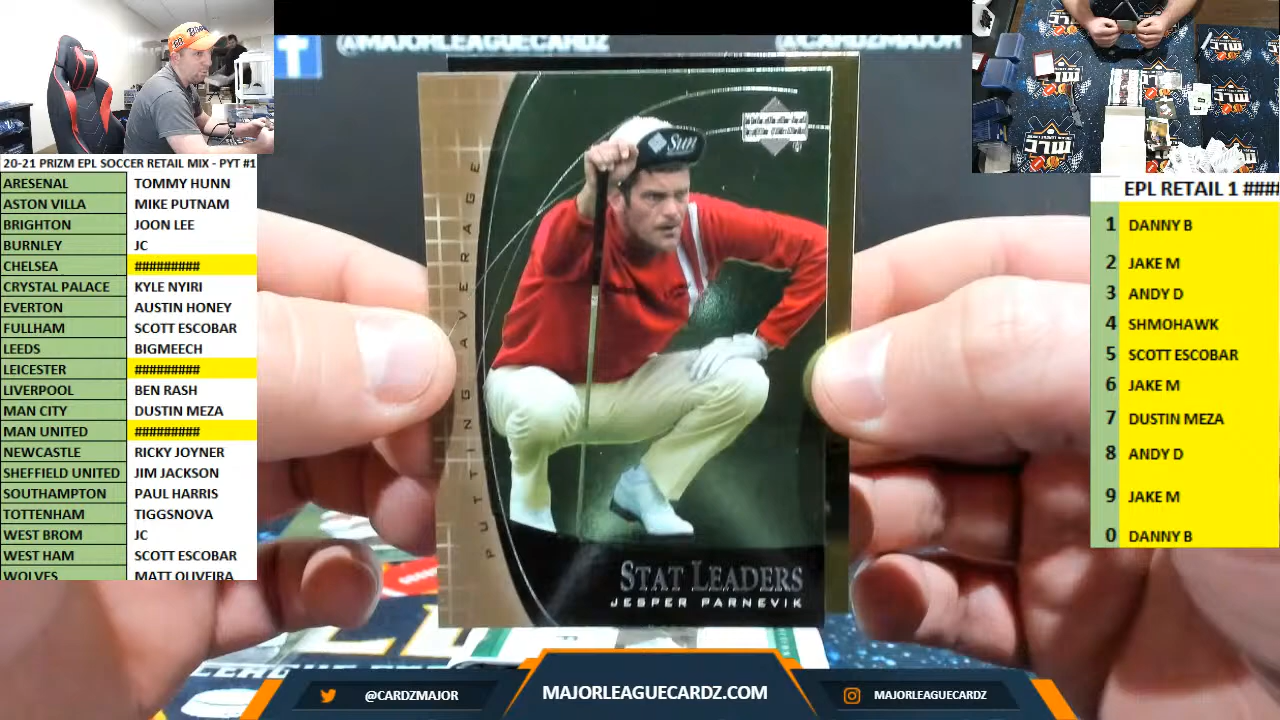 @MAJORLEAGUECARDZ
@CARDZMAJOR
20-21 PRIZM EPL SOCCER RETAIL MIX - PYT #1
ARESENAL TOMMY HUNN
ASTON VILLA MIKE PUTNAM
BRIGHTON JOON LEE
BURNLEY JC
CHELSEA #########
CRYSTAL PALACE KYLE NYIRI
EVERTON AUSTIN HONEY
FULLHAM SCOTT ESCOBAR
LEEDS BIGMEECH
LEICESTER #########
LIVERPOOL BEN RASH
MAN CITY DUSTIN MEZA
MAN UNITED #########
NEWCASTLE RICKY JOYNER
SHEFFIELD UNITED JIM JACKSON
SOUTHAMPTON PAUL HARRIS
TOTTENHAM TIGGSNOVA
WEST BROM JC
WEST HAM SCOTT ESCOBAR
WOLVES MATT OLIVEIRA
PUTTING AVERAGE
Sun
STAT LEADERS
JESPER PARNEVIK
EPL RETAIL 1 ####
1 DANNY B
2 JAKE M
3 ANDY D
4 SHMOHAWK
5 SCOTT ESCOBAR
6 JAKE M
7 DUSTIN MEZA
8 ANDY D
9 JAKE M
0 DANNY B
@CARDZMAJOR
MAJORLEAGUECARDZ.COM
MAJORLEAGUECARDZ